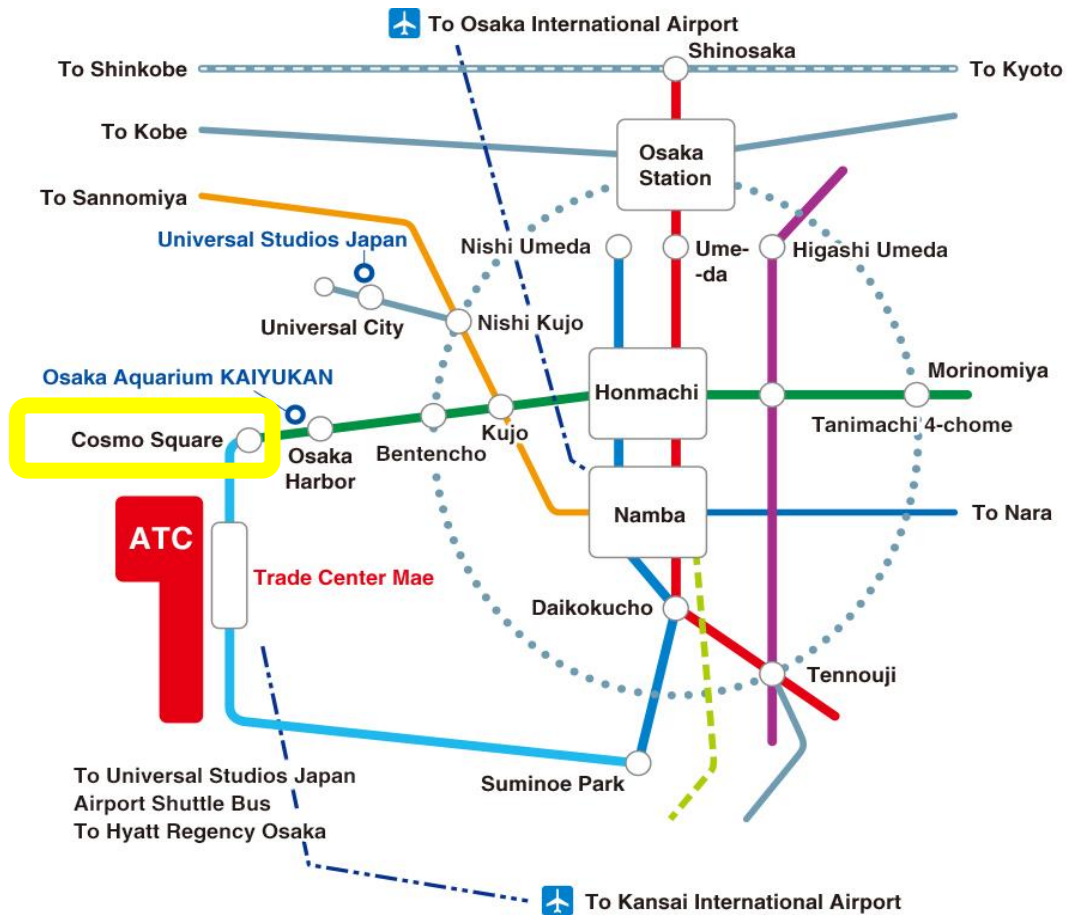 To Osaka International Airport
Shinosaka
To Shinkobe
To Kyoto
To Kobe
Osaka
Station
To Sannomiya
Universal Studios Japan
Nishi Umeda
Ume-
-da
Higashi Umeda
Universal City
Nishi Kujo
Osaka Aquarium KAIYUKAN
Honmachi
Morinomiya
Cosmo Square
Osaka
Harbor
Bentencho
Kujo
Tanimachi 4-chome
ATC
Namba
To Nara
Trade Center Mae
Daikokucho
Tennouji
To Universal Studios Japan
Airport Shuttle Bus
To Hyatt Regency Osaka
Suminoe Park
To Kansai International Airport